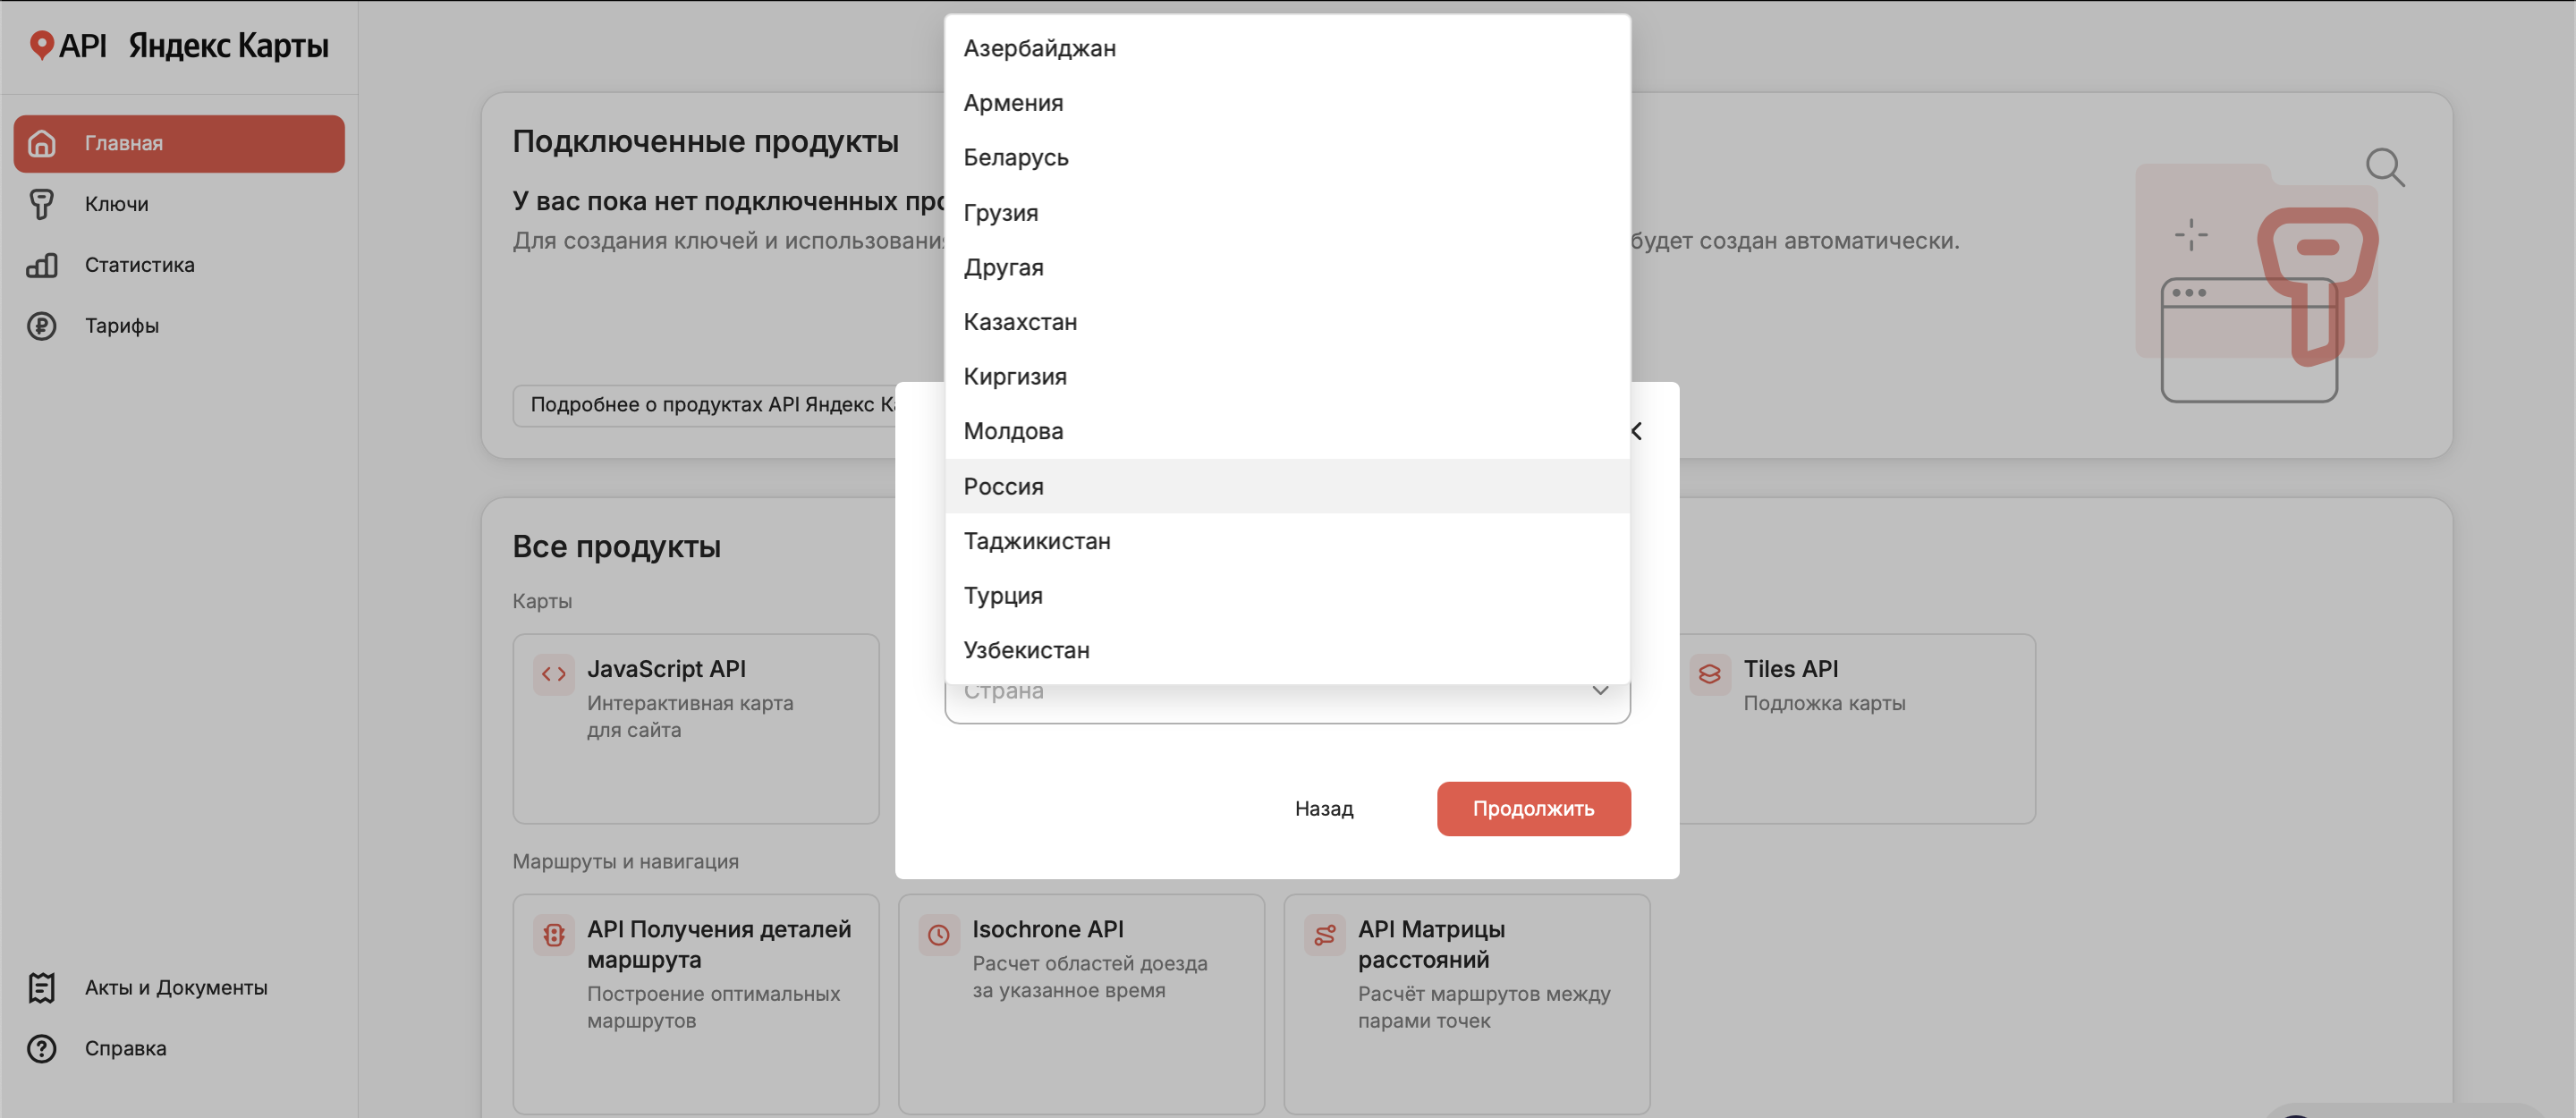 API Яндекс Карты
Главная
Ключи
Статистика
Тарифы
Акты и Документы
Справка
Подключенные продукты
У вас пока нет подключенных
Для создания ключей и
будет создан автоматически.
Подробнее о продуктах API Яндекс
Азербайджан
Армения
Беларусь
Грузия
Другая
Казахстан
Киргизия
Молдова
Россия
Таджикистан
Турция
Узбекистан
Страна
Назад
Продолжить
Все продукты
Карты
JavaScript API
Интерактивная карта
для сайта
Tiles API
Подложка карты
Маршруты и навигация
API Получения деталей
маршрута
Построение оптимальных
маршрутов
Isochrone API
Расчет областей доезда
за указанное время
API Матрицы
расстояний
Расчёт маршрутов между
парами точек